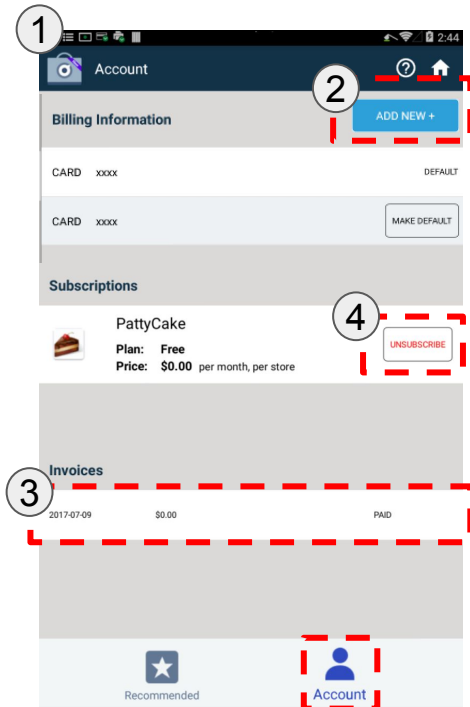 1
2:44
Account
2
Billing Information
ADD NEW +
CARD xxxx DEFAULT
CARD xxxx MAKE DEFAULT
Subscriptions
4
PattyCake
Plan: Free
Price: $0.00 per month, per store
UNSUBSCRIBE
Invoices
3
2017-07-09 $0.00 PAID
Recommended
Account